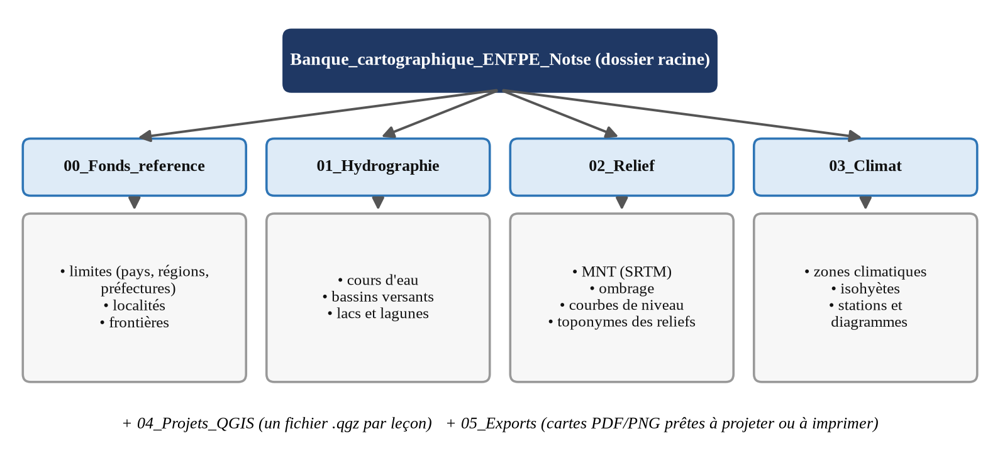 Banque_cartographique_ENFPE_Notse (dossier racine)
00_Fonds_reference
01_Hydrographie
02_Relief
03_Climat
• limites (pays, régions,
préfectures)
• localités
• frontières
• cours d'eau
• bassins versants
• lacs et lagunes
• MNT (SRTM)
• ombrage
• courbes de niveau
• toponymes des reliefs
• zones climatiques
• isohyètes
• stations et
diagrammes
+ 04_Projets_QGIS (un fichier .qgz par leçon) + 05_Exports (cartes PDF/PNG prêtes à projeter ou à imprimer)